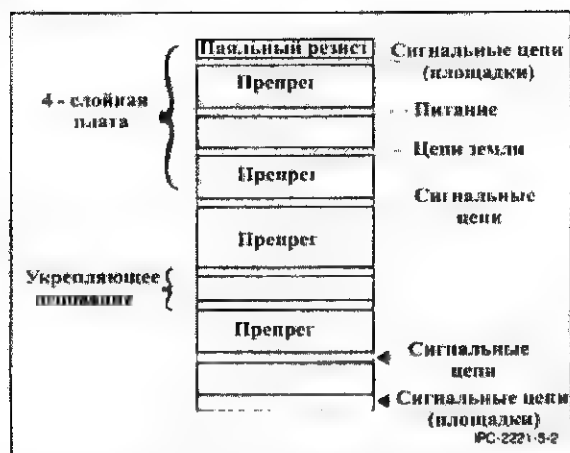 Паяльный резист
Сигнальные цепи
(площадки)
Препрег
4 - слойная
плата
Питание
Цепи земли
Препрег
Сигнальные
цепи
Препрег
Укрепляющее
Препрег
Сигнальные
цепи
Сигнальные цепи
(площадки)
IPC-2221-5-2